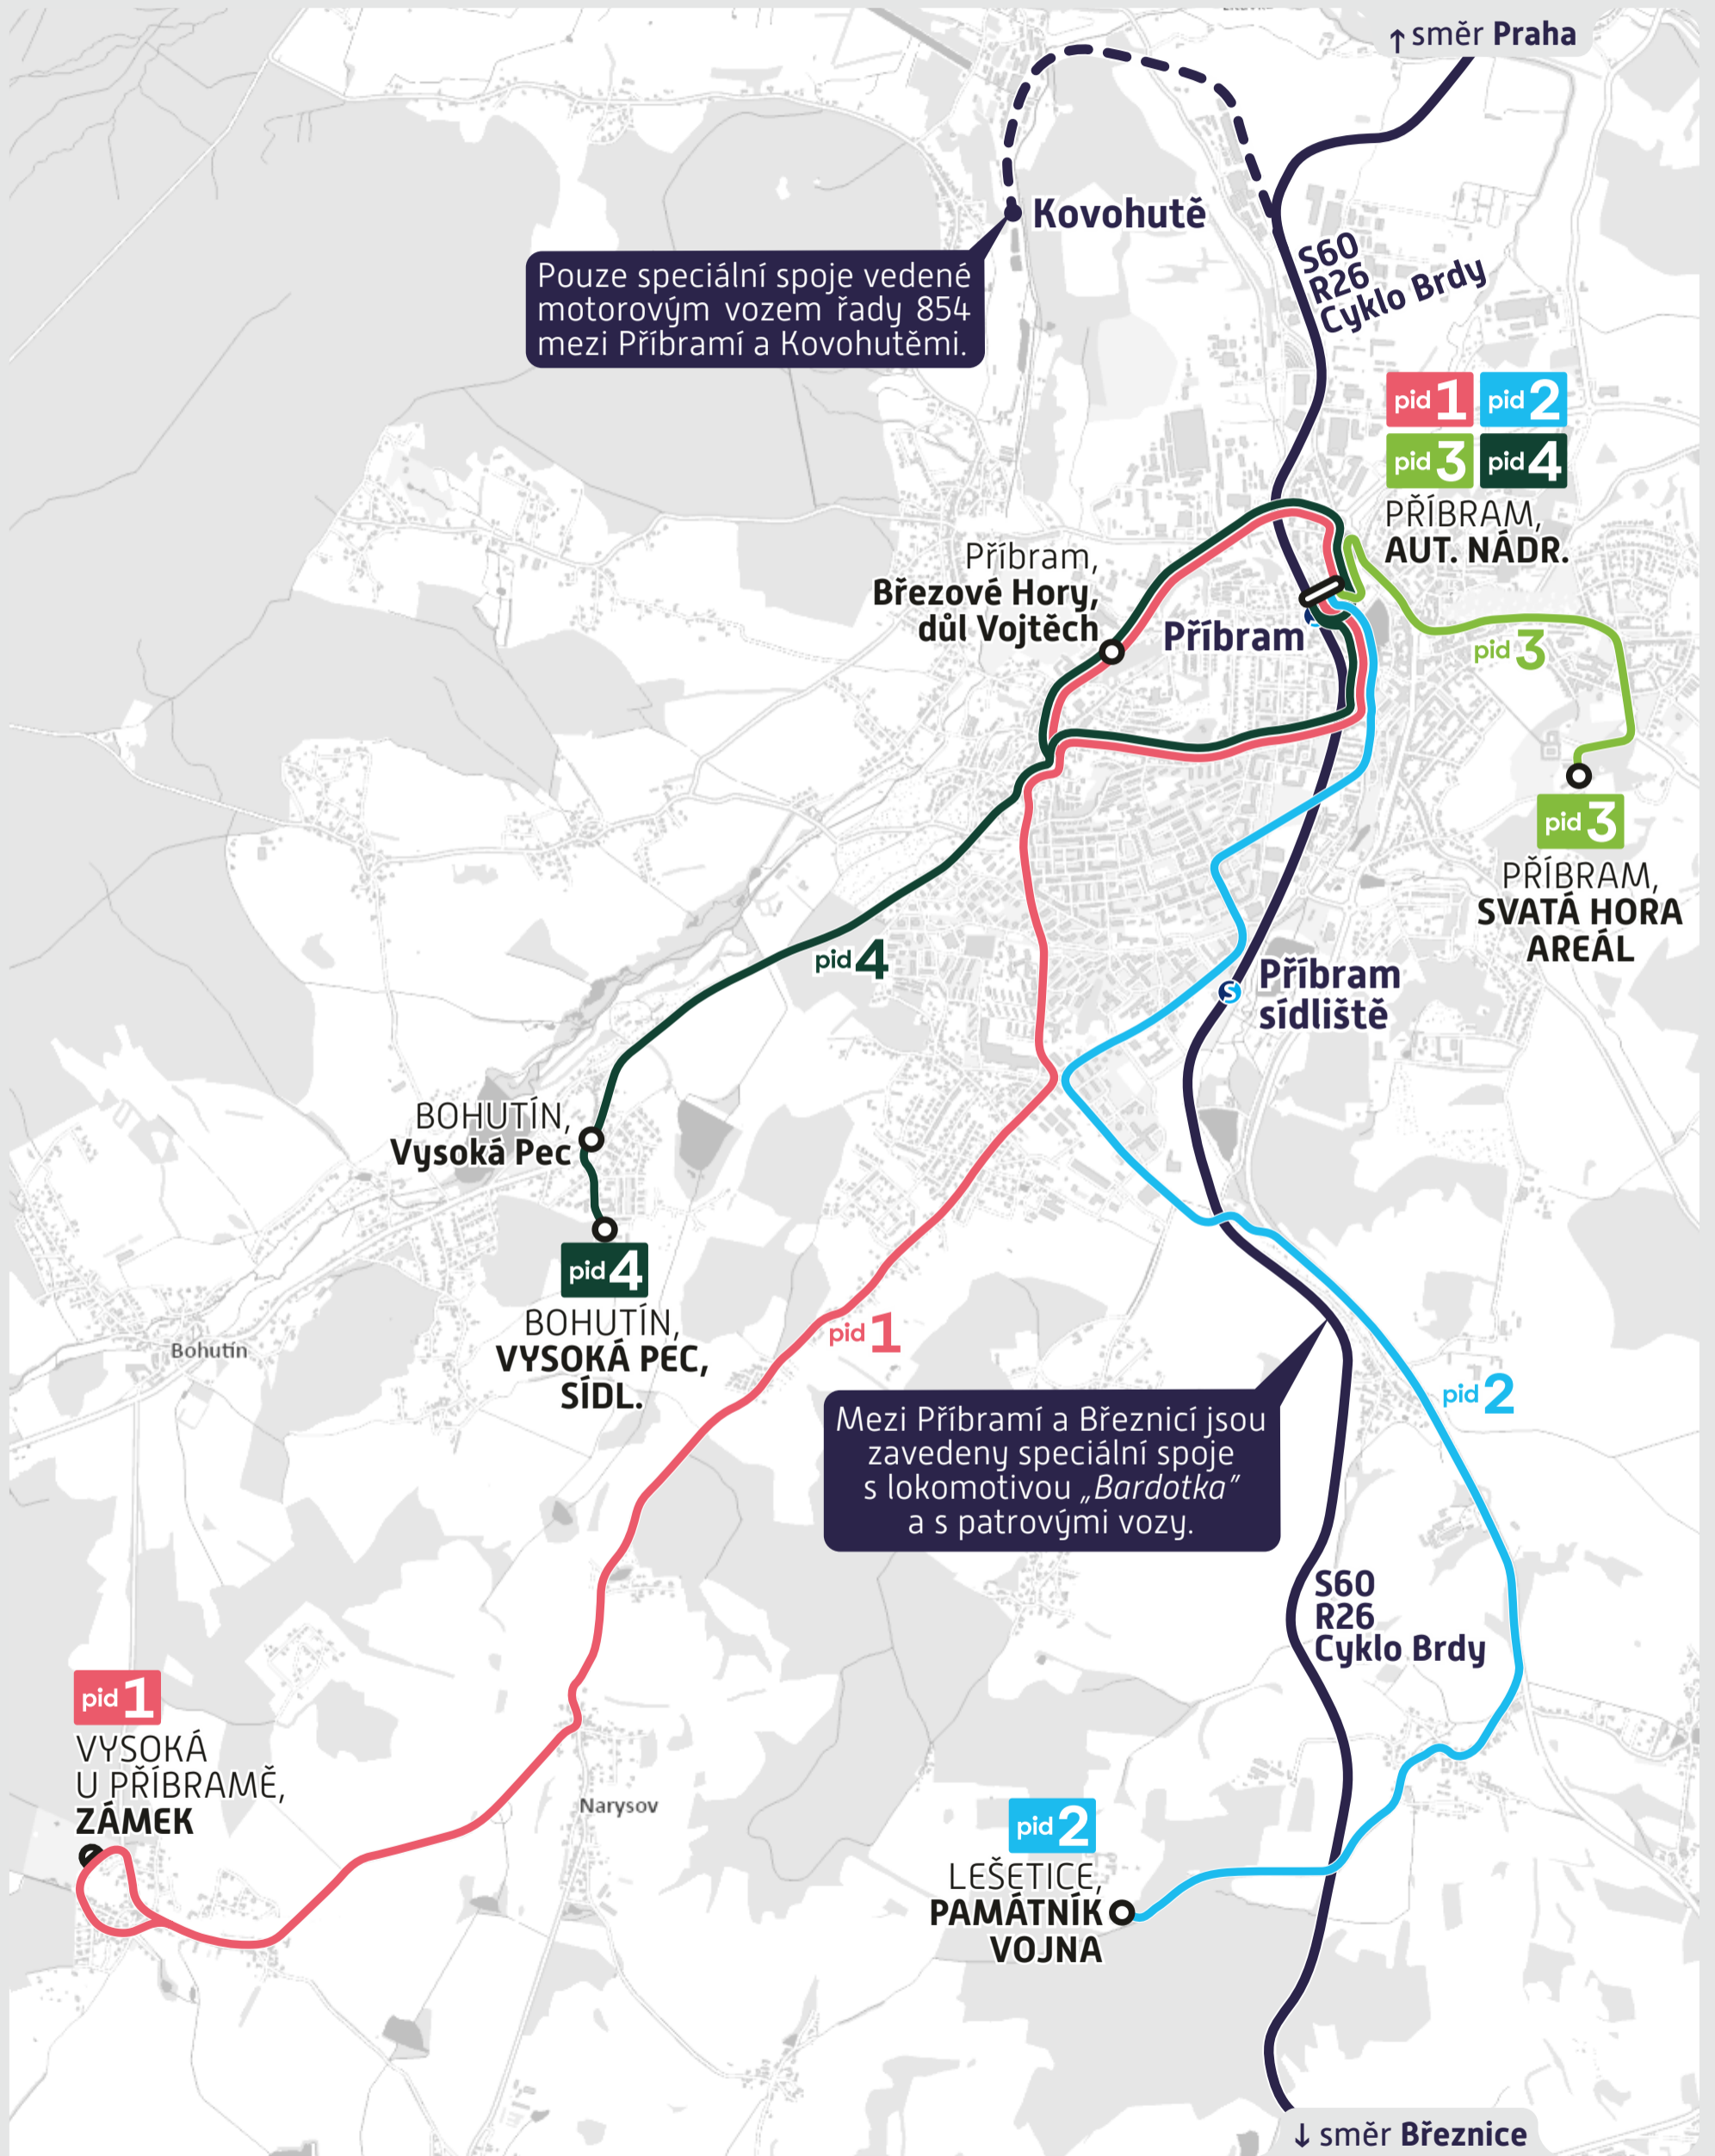 ↑ směr Praha
Kovohutě
Pouze speciální spoje vedené
motorovým vozem řady 854
mezi Příbramí a Kovohutěmi.
S60
R26
Cyklo Brdy
pid 1 pid 2
pid 3 pid 4
PŘÍBRAM,
AUT. NÁDR.
Příbram,
Březové Hory,
důl Vojtěch
Příbram
pid 3
pid 3
PŘÍBRAM,
SVATÁ HORA
AREÁL
pid 4
Příbram
sídliště
S
BOHUTÍN,
Vysoká Pec
pid 4
BOHUTÍN,
VYSOKÁ PEC,
SÍDL.
Bohutín
pid 1
pid 2
Mezi Příbramí a Březnicí jsou
zavedeny speciální spoje
s lokomotivou „Bardotka”
a s patrovými vozy.
S60
R26
Cyklo Brdy
pid 1
VYSOKÁ
U PŘÍBRAMĚ,
ZÁMEK
Narysov
pid 2
LEŠETICE,
PAMÁTNÍK
VOJNA
↓ směr Březnice